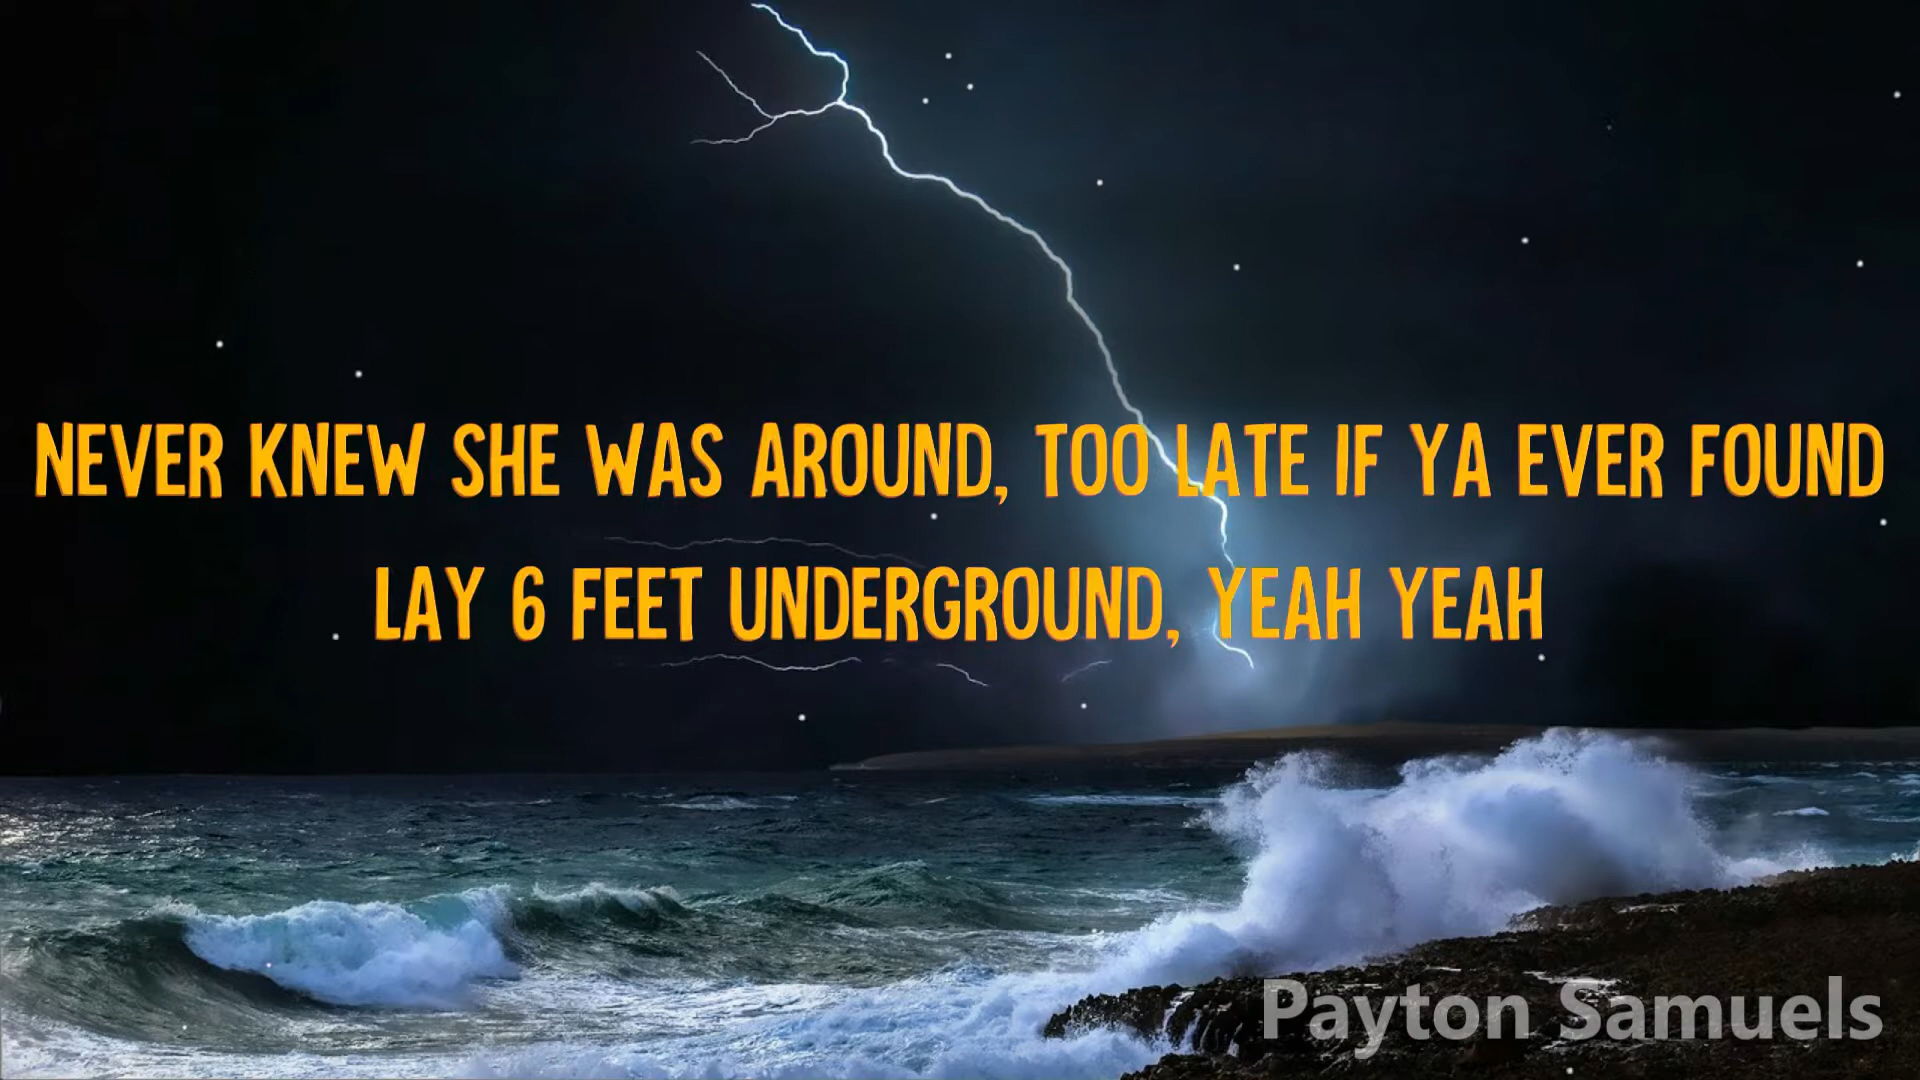 NEVER KNEW SHE WAS AROUND, TOO LATE IF YA EVER FOUND
LAY 6 FEET UNDERGROUND, YEAH YEAH
Payton Samuels